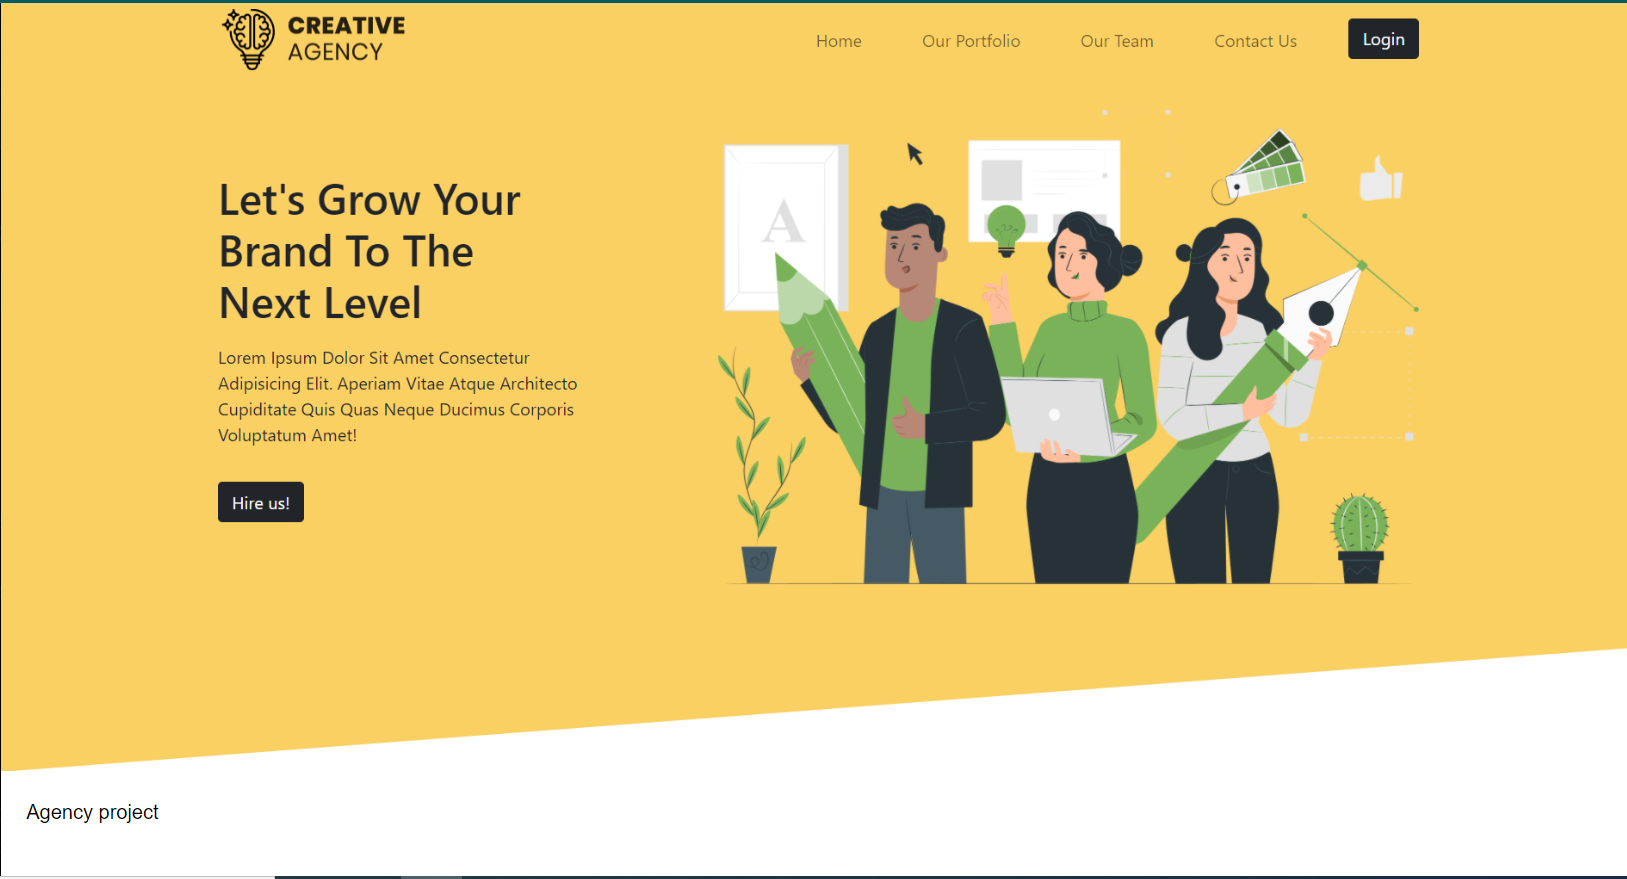 CREATIVE
AGENCY
Home
Our Portfolio
Our Team
Contact Us
Login
Let's Grow Your
Brand To The
Next Level
Lorem Ipsum Dolor Sit Amet Consectetur
Adipisicing Elit. Aperiam Vitae Atque Architecto
Cupiditate Quis Quas Neque Ducimus Corporis
Voluptatum Amet!
Hire us!
A
Agency project